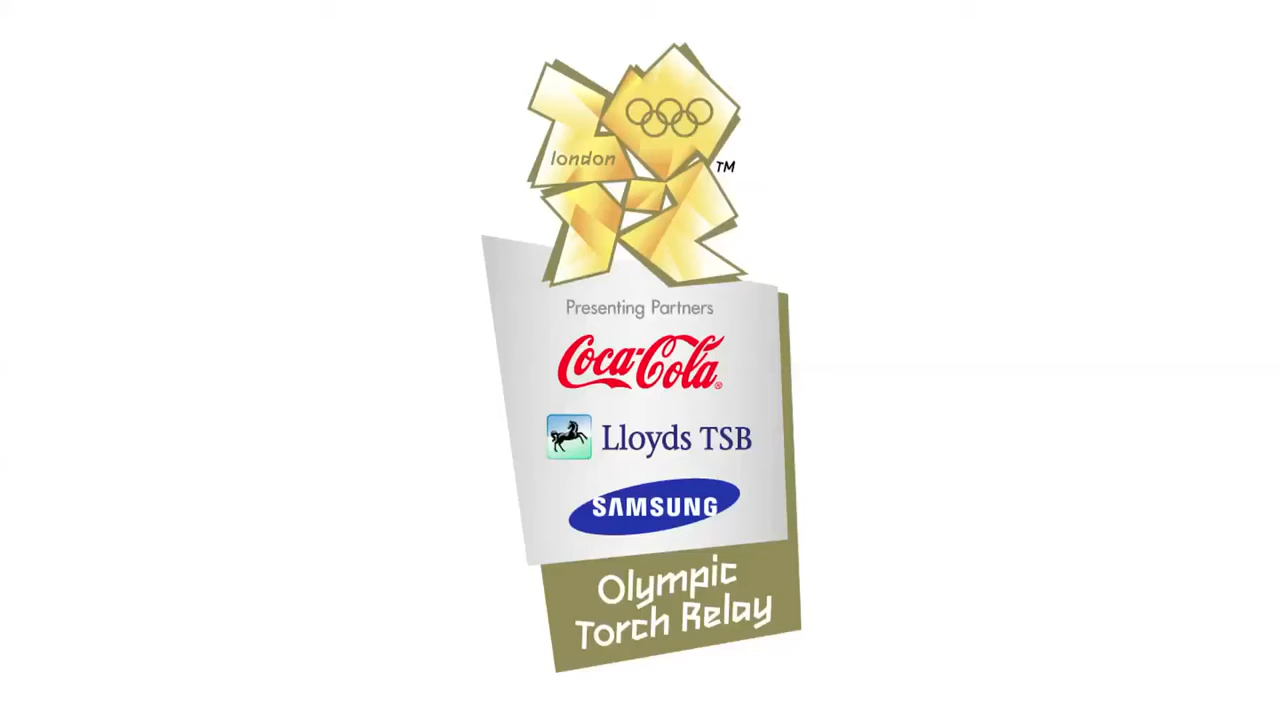 london
TM
Presenting Partners
Coca-Cola®
Lloyds TSB
SAMSUNG
Olympic
Torch Relay